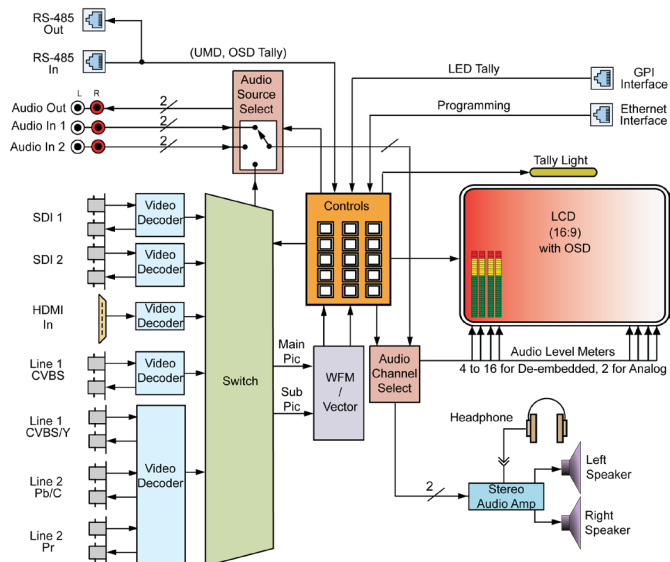 RS-485
Out
RS-485
In
(UMD, OSD Tally)
LED Tally
GPI
Interface
Programming
Ethernet
Interface
L R
Audio Out
Audio In 1
Audio In 2
2
2
2
Audio
Source
Select
Tally Light
SDI 1
Video
Decoder
SDI 2
Video
Decoder
HDMI
In
Video
Decoder
Line 1
CVBS
Video
Decoder
Line 1
CVBS/Y
Line 2
Pb/C
Line 2
Pr
Video
Decoder
Switch
Controls
LCD
(16:9)
with OSD
Main
Pic
Sub
Pic
WFM
/
Vector
Audio
Channel
Select
Audio Level Meters
4 to 16 for De-embedded, 2 for Analog
Headphone
2
Stereo
Audio Amp
Left
Speaker
Right
Speaker